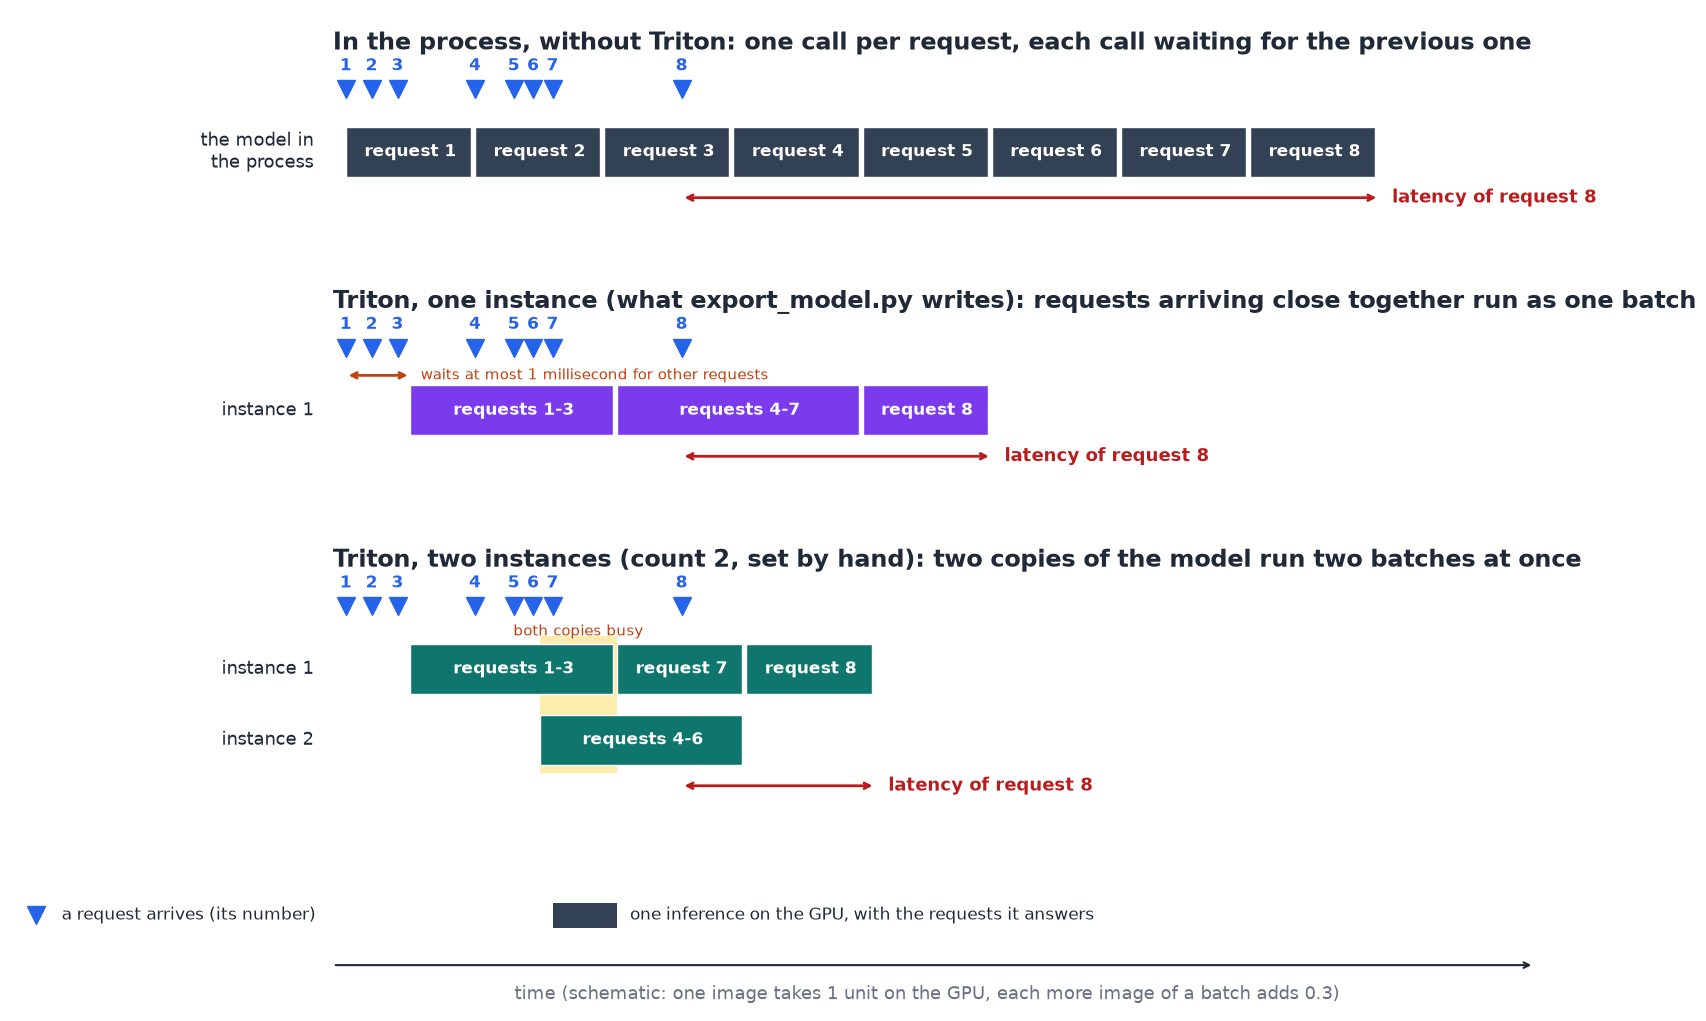 In the process, without Triton: one call per request, each call waiting for the previous one
1 2 3 4 5 6 7 8
the model in
the process
request 1 request 2 request 3 request 4 request 5 request 6 request 7 request 8
latency of request 8
Triton, one instance (what export_model.py writes): requests arriving close together run as one batch
1 2 3 4 5 6 7 8
waits at most 1 millisecond for other requests
instance 1 requests 1-3 requests 4-7 request 8
latency of request 8
Triton, two instances (count 2, set by hand): two copies of the model run two batches at once
1 2 3 4 5 6 7 8
both copies busy
instance 1 requests 1-3 request 7 request 8
instance 2 requests 4-6
latency of request 8
a request arrives (its number) one inference on the GPU, with the requests it answers
time (schematic: one image takes 1 unit on the GPU, each more image of a batch adds 0.3)